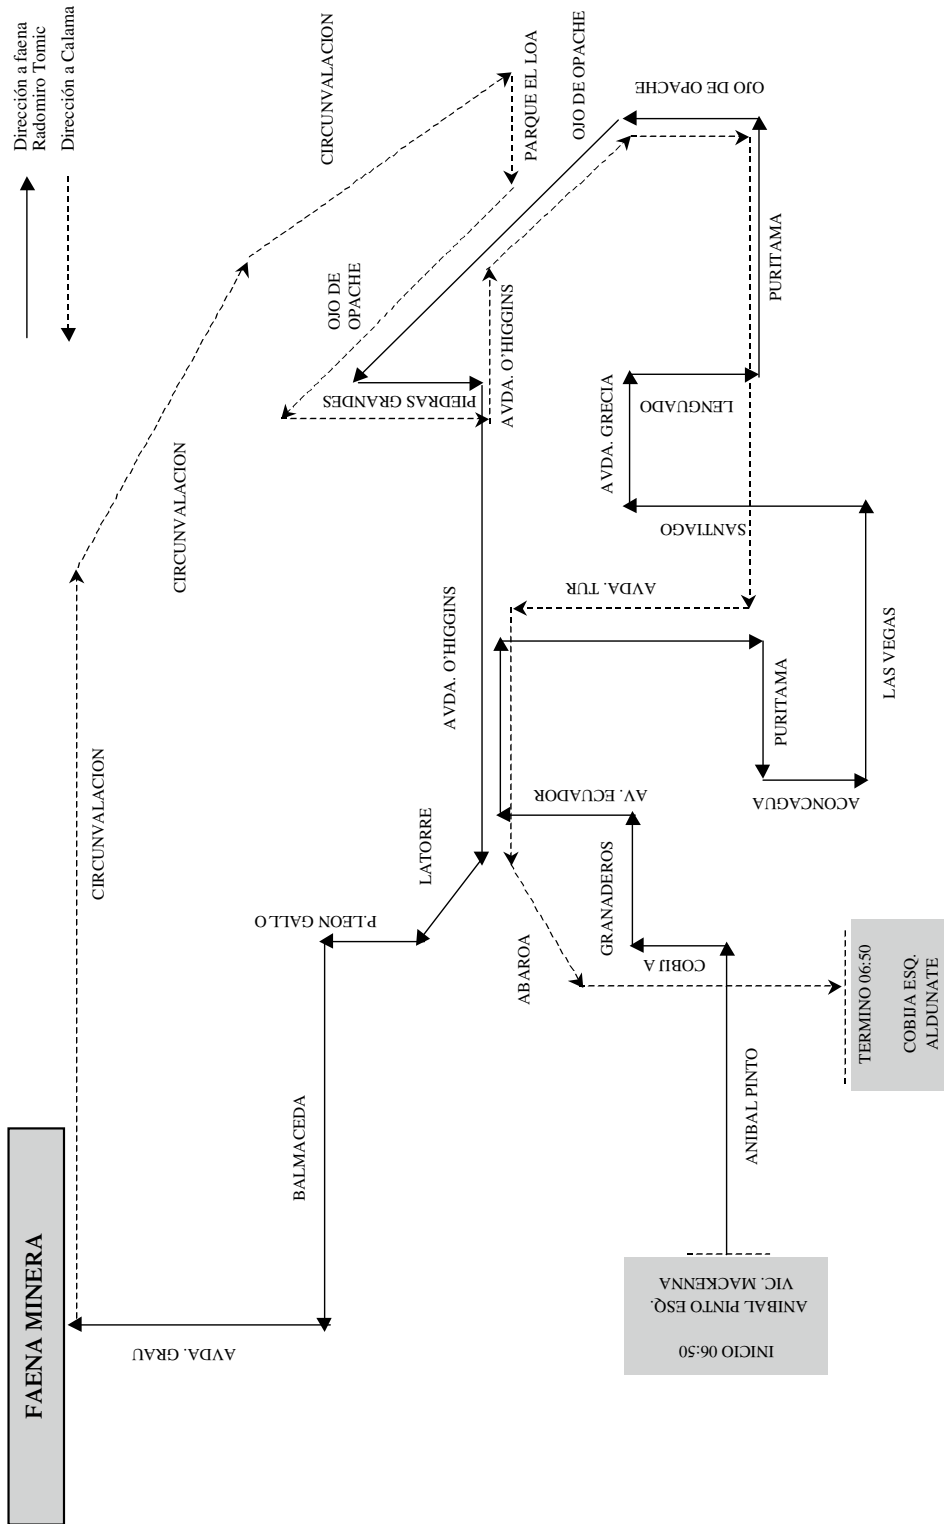 Dirección a faena
Radomiro Tomic
Dirección a Calama
FAENA MINERA
CIRCUNVALACION
CIRCUNVALACION
CIRCUNVALACION
PARQUE EL LOA
OJO DE OPACHE
OJO DE OPACHE
OJO DE
OPACHE
PIEDRAS GRANDES
AVDA. O'HIGGINS
AVDA. GRECIA
LENGUADO
PURITAMA
SANTIAGO
AVDA. TUR
AVDA. O'HIGGINS
LAS VEGAS
PURITAMA
ACONCAGUA
AV. ECUADOR
LATORRE
P.LEON GALLO
GRANADEROS
COBIJA
ABAROA
BALMACEDA
AVDA. GRAU
ANIBAL PINTO
TERMINO 06:50
COBIJA ESQ.
ALDUNATE
INICIO 06:50
ANIBAL PINTO ESQ.
VIC. MACKENNA